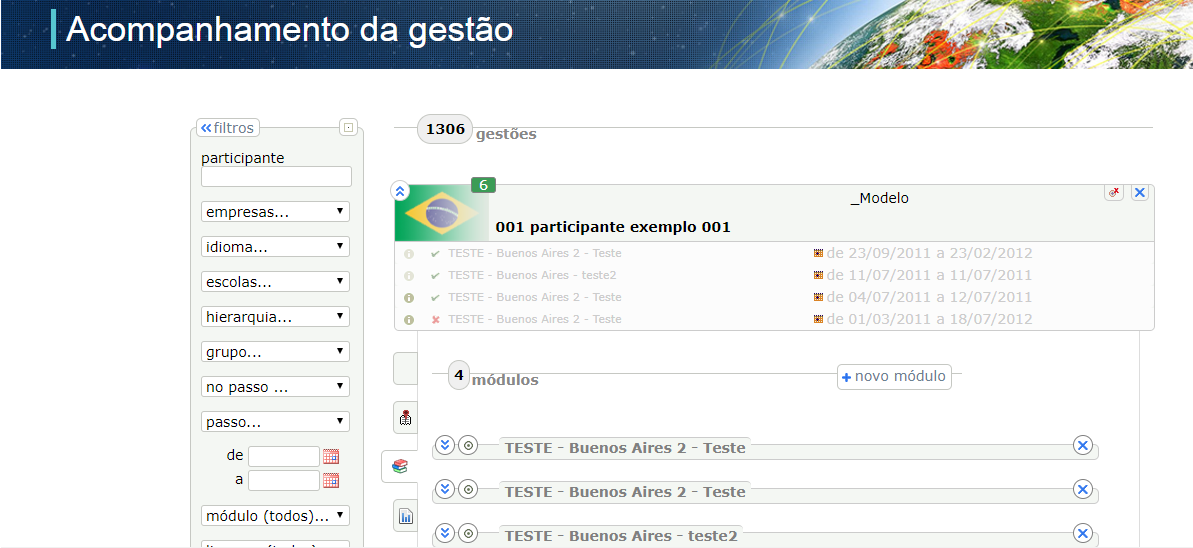 Acompanhamento da gestão
filtros
participante
empresas...
idioma...
escolas...
hierarquia...
grupo...
no passo ...
passo...
de
a
módulo (todos)...
1306 gestões
6
_Modelo
001 participante exemplo 001
TESTE - Buenos Aires 2 - Teste de 23/09/2011 a 23/02/2012
TESTE - Buenos Aires - teste2 de 11/07/2011 a 11/07/2011
TESTE - Buenos Aires 2 - Teste de 04/07/2011 a 12/07/2011
TESTE - Buenos Aires 2 - Teste de 01/03/2011 a 18/07/2012
4 módulos
novo módulo
TESTE - Buenos Aires 2 - Teste
TESTE - Buenos Aires 2 - Teste
TESTE - Buenos Aires - teste2